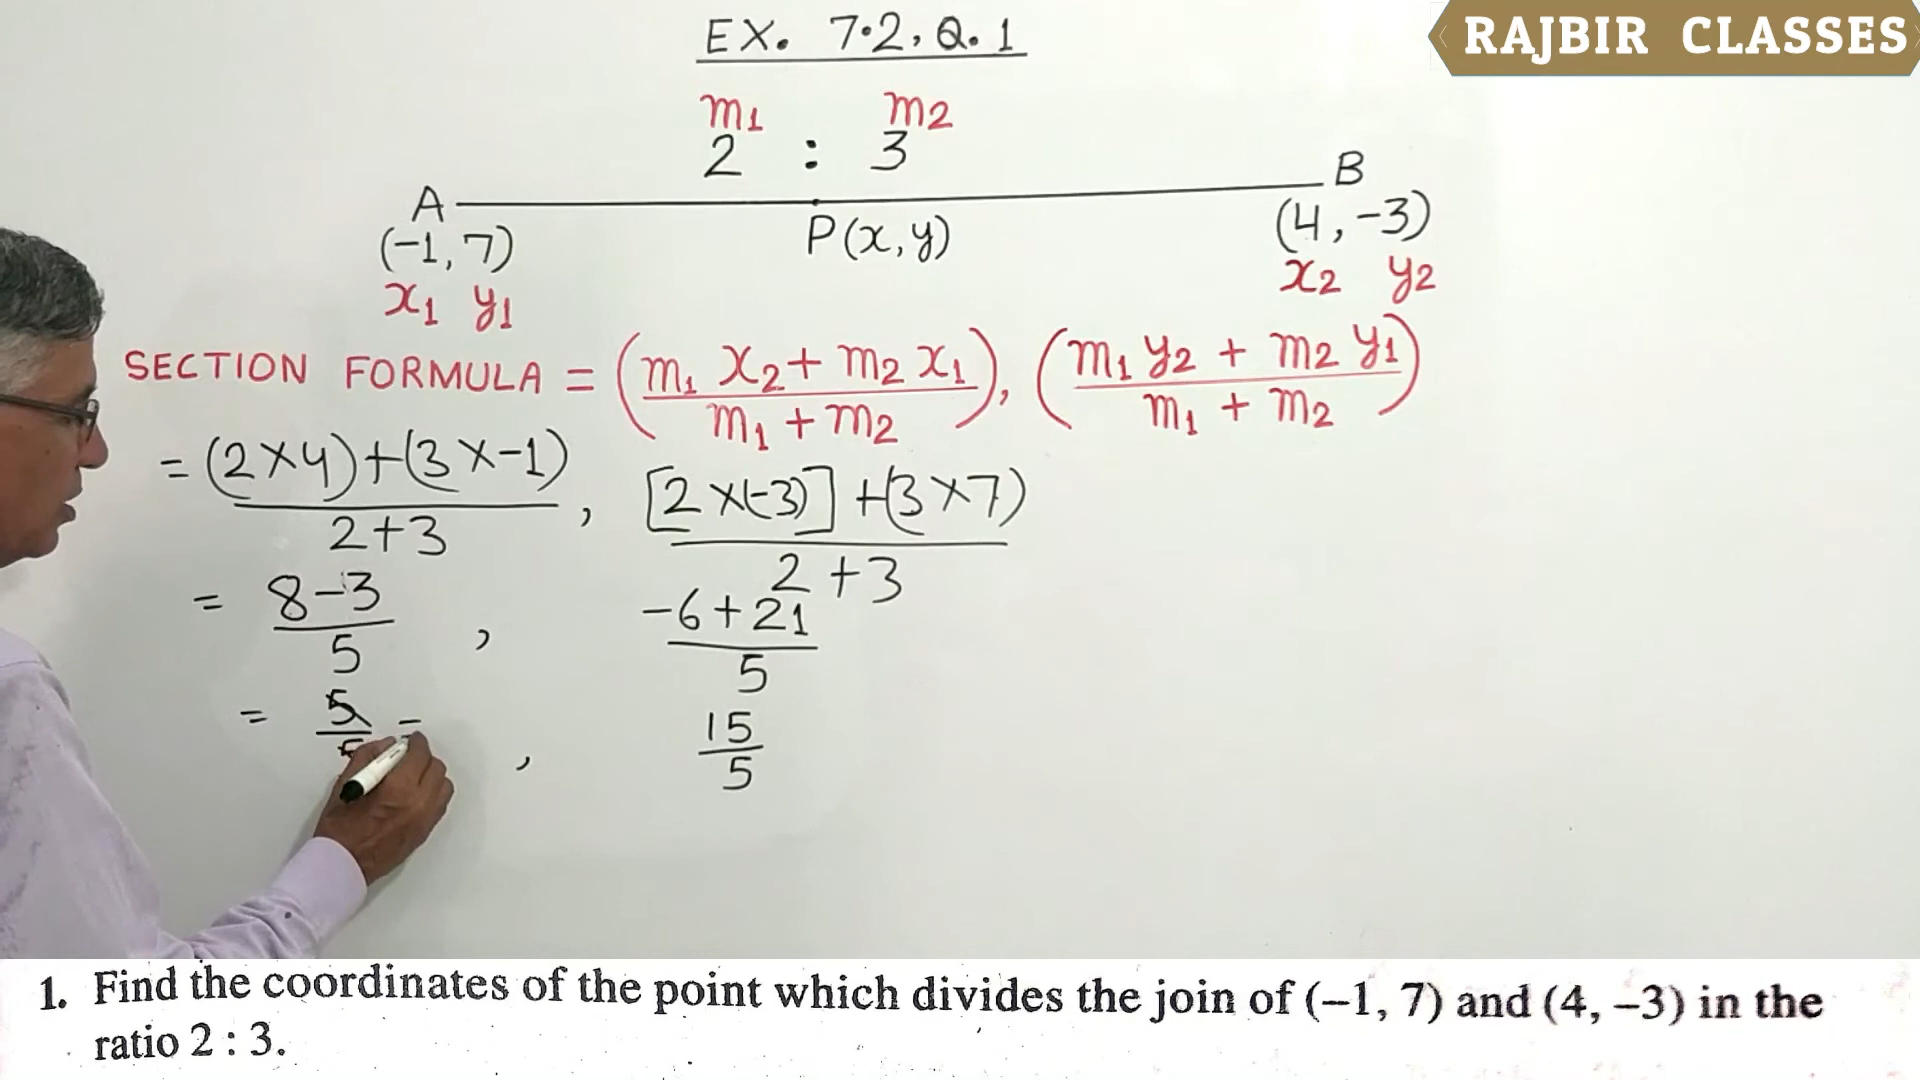 EX. 7.2, Q. 1
RAJBIR CLASSES
m1 m2
2 : 3
A B
(-1, 7) P(x, y) (4, -3)
x1 y1 x2 y2
SECTION FORMULA = (m1 x2 + m2 x1 / m1 + m2), (m1 y2 + m2 y1 / m1 + m2)
= (2×4)+(3×-1) / 2+3 , [2×(-3)]+(3×7) / 2+3
= 8-3 / 5 , -6+21 / 5
= 5/5 = , 15/5
1. Find the coordinates of the point which divides the join of (–1, 7) and (4, –3) in the
ratio 2 : 3.